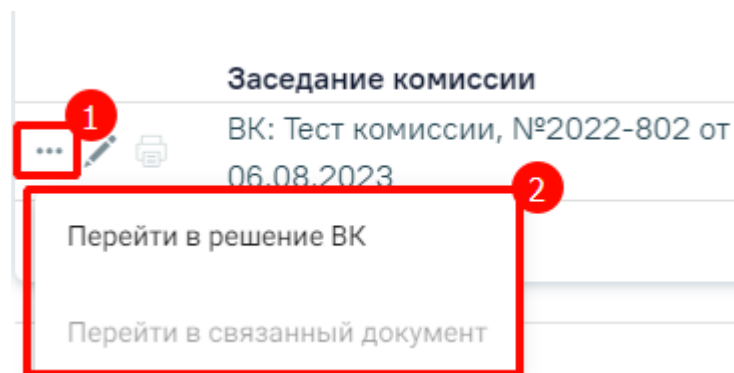 Заседание комиссии
1
ВК: Тест комиссии, №2022-802 от
06.08.2023
2
Перейти в решение ВК
Перейти в связанный документ